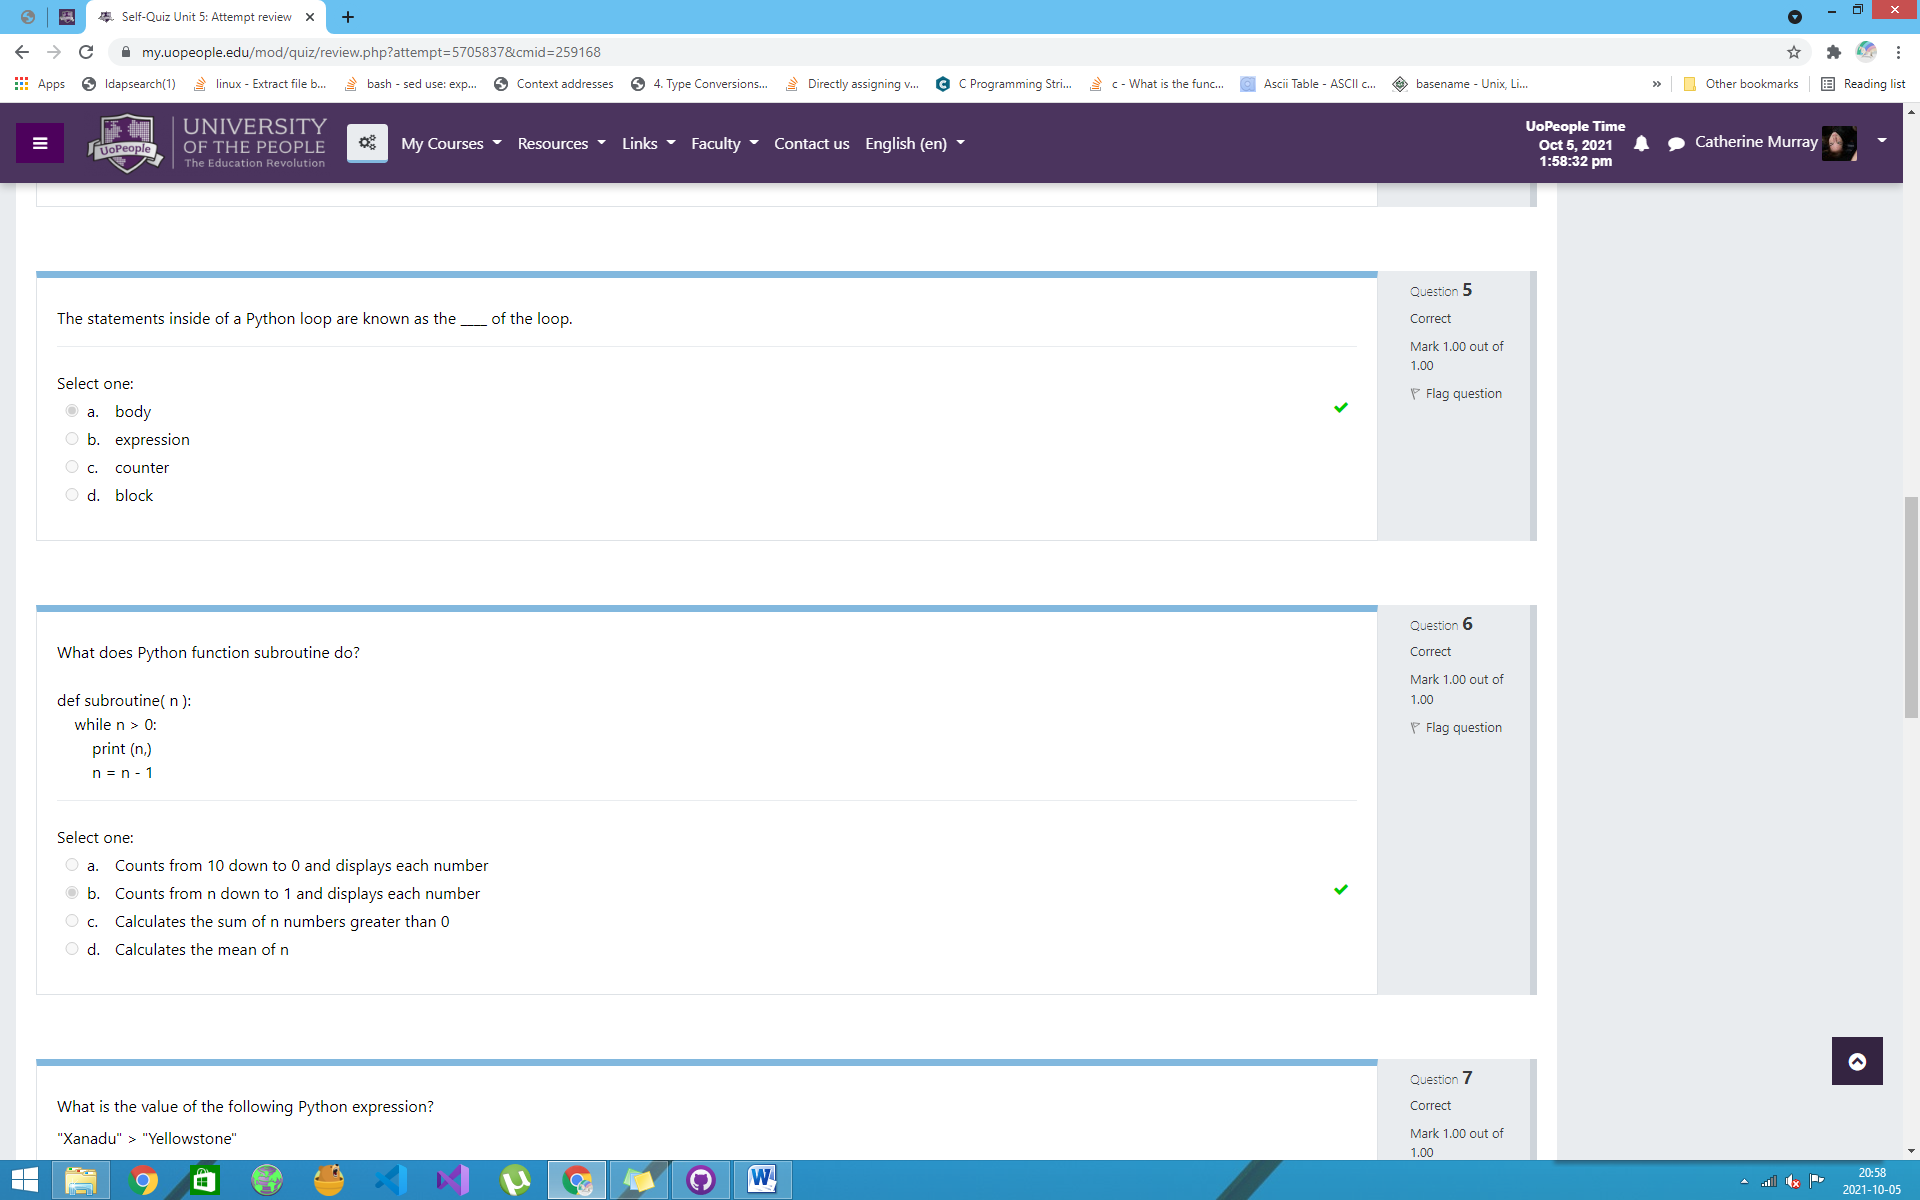 Self-Quiz Unit 5: Attempt review
my.uopeople.edu/mod/quiz/review.php?attempt=5705837&cmid=259168
Apps ldapsearch(1) linux - Extract file b... bash - sed use: exp... Context addresses 4. Type Conversions... Directly assigning v... C Programming Stri... c - What is the func... Ascii Table - ASCII c... basename - Unix, Li... » Other bookmarks Reading list
UoPeople
UNIVERSITY
OF THE PEOPLE
The Education Revolution
My Courses Resources Links Faculty Contact us English (en)
UoPeople Time
Oct 5, 2021
1:58:32 pm
Catherine Murray
The statements inside of a Python loop are known as the ____ of the loop.
Select one:
a. body
b. expression
c. counter
d. block
Question 5
Correct
Mark 1.00 out of
1.00
Flag question
What does Python function subroutine do?
def subroutine( n ):
while n > 0:
print (n,)
n = n - 1
Select one:
a. Counts from 10 down to 0 and displays each number
b. Counts from n down to 1 and displays each number
c. Calculates the sum of n numbers greater than 0
d. Calculates the mean of n
Question 6
Correct
Mark 1.00 out of
1.00
Flag question
What is the value of the following Python expression?
"Xanadu" > "Yellowstone"
Question 7
Correct
Mark 1.00 out of
1.00
20:58
2021-10-05